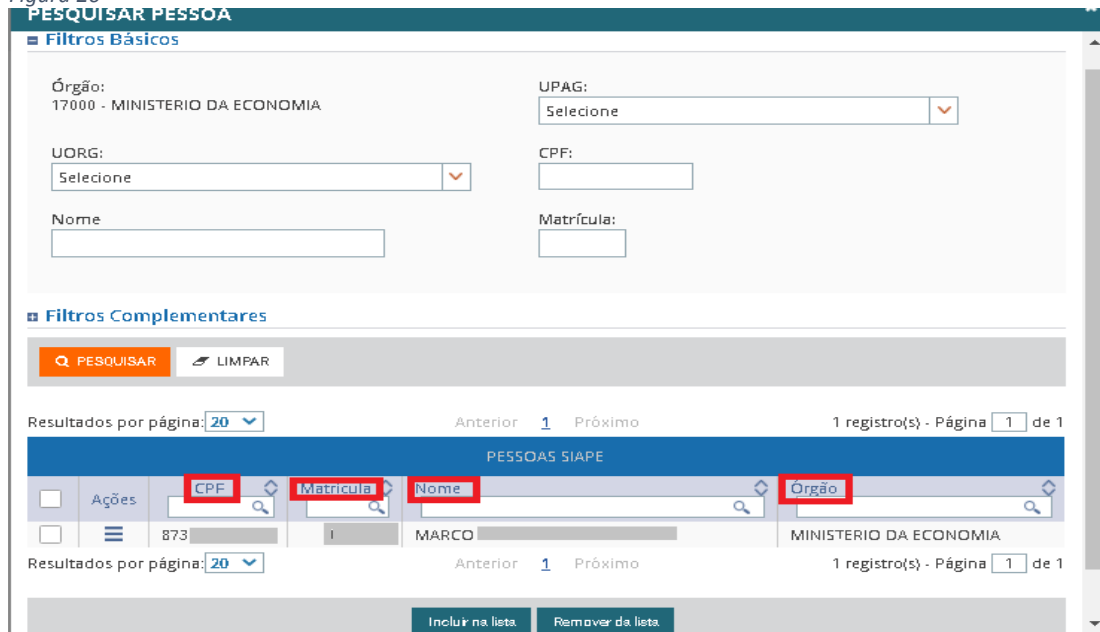 PESQUISAR PESSOA
Filtros Básicos
Órgão:
17000 - MINISTERIO DA ECONOMIA
UPAG:
Selecione
UORG:
Selecione
CPF:
Nome
Matrícula:
Filtros Complementares
PESQUISAR LIMPAR
Resultados por página: 20 Anterior 1 Próximo 1 registro(s) - Página 1 de 1
PESSOAS SIAPE
Ações CPF Matrícula Nome Órgão
873 MARCO MINISTERIO DA ECONOMIA
Resultados por página: 20 Anterior 1 Próximo 1 registro(s) - Página 1 de 1
Incluir na lista Remover da lista